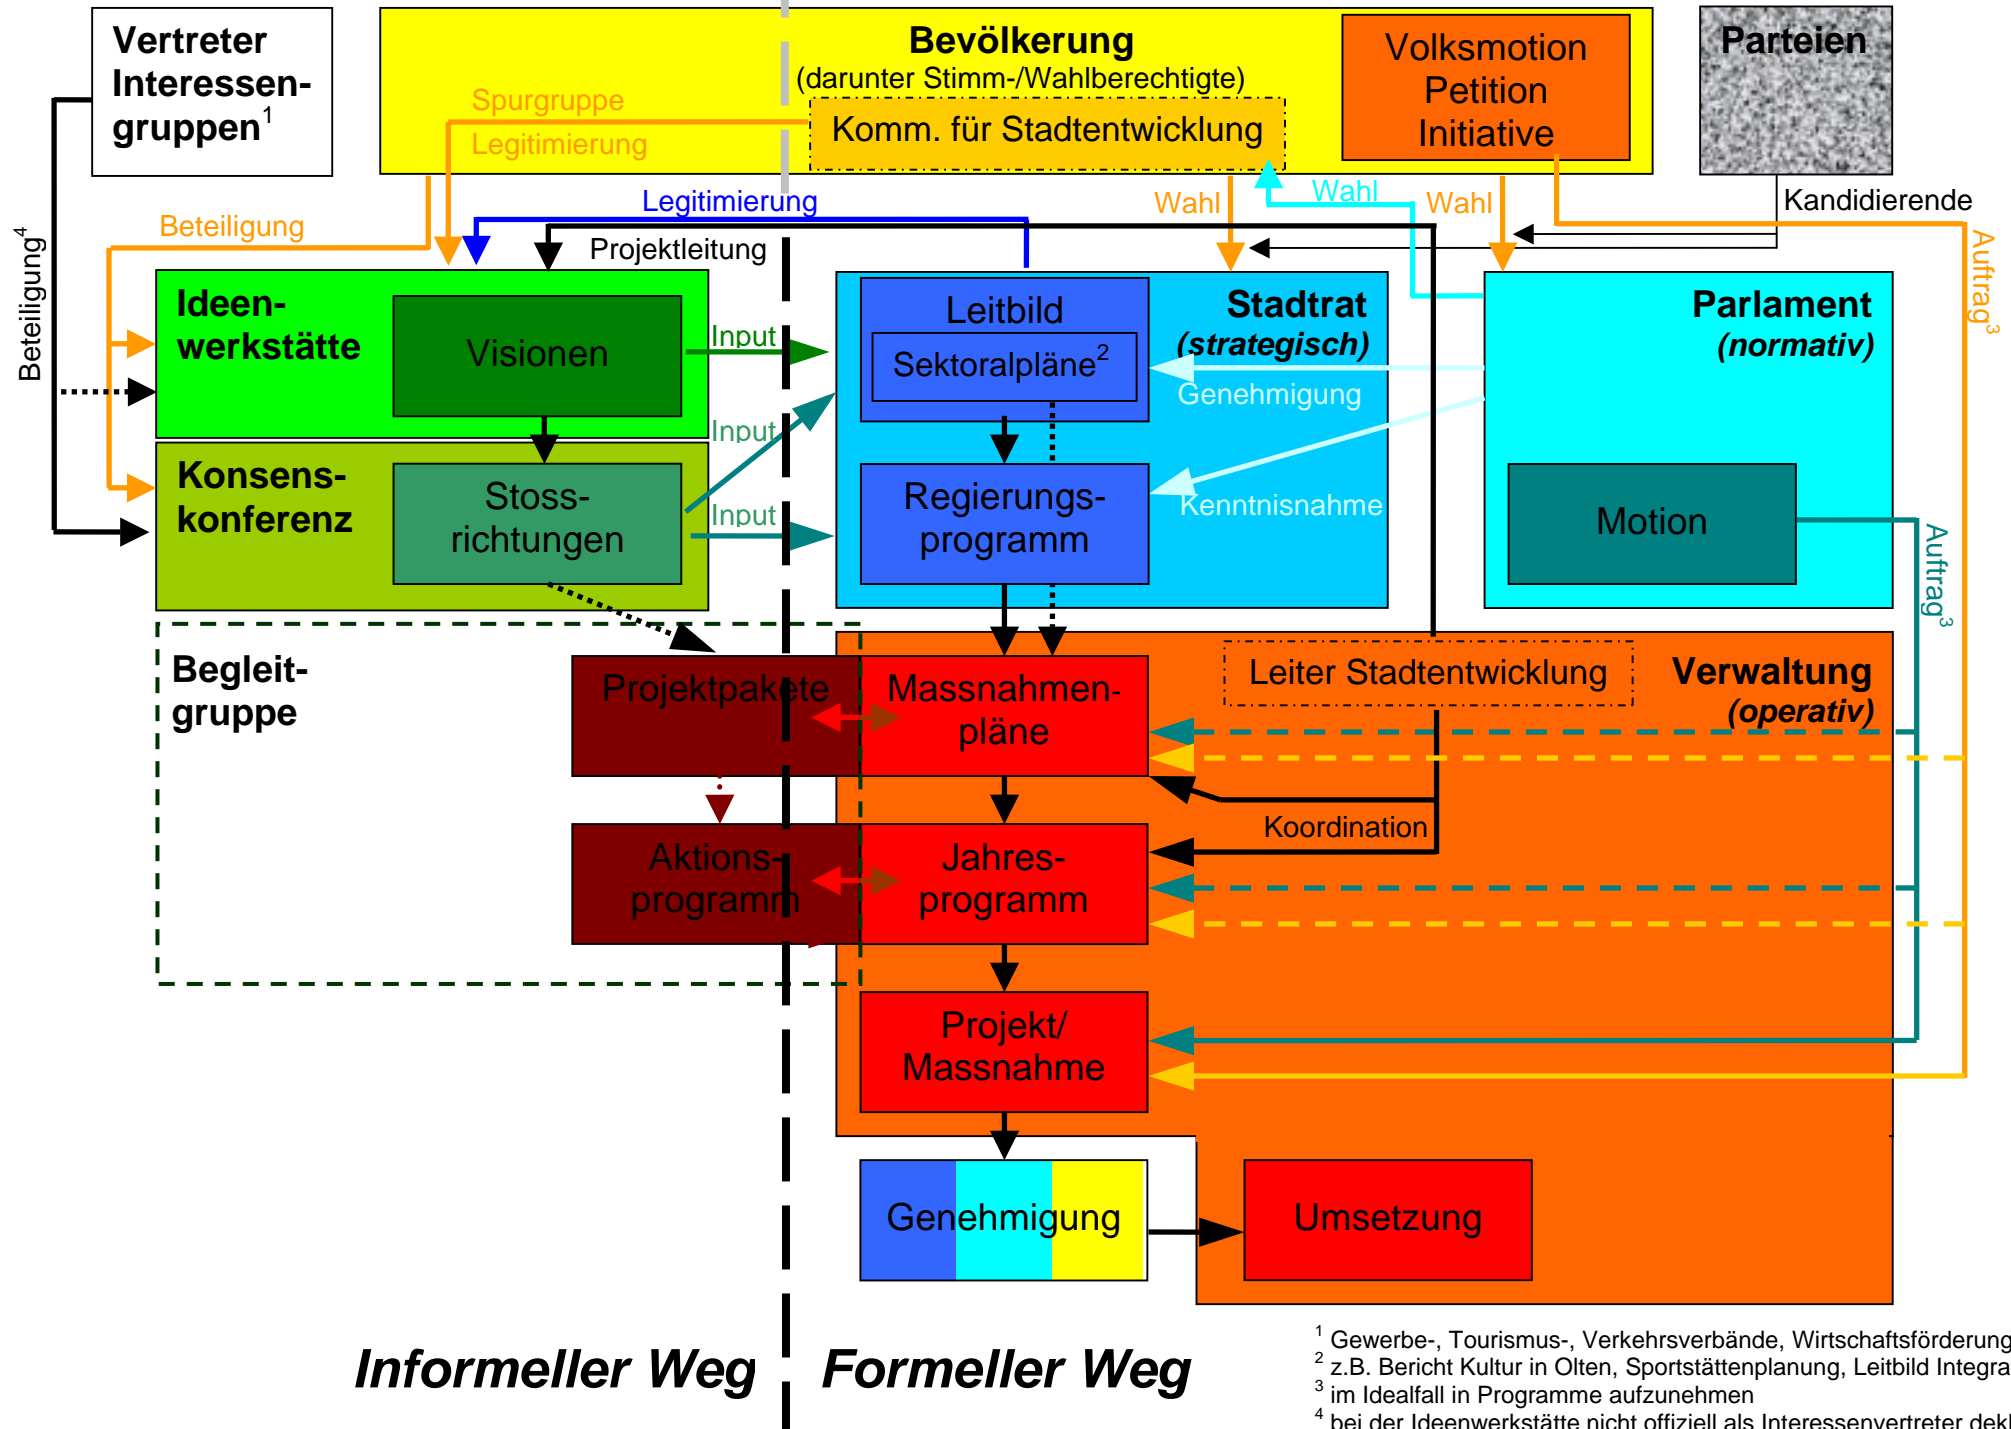 Vertreter
Interessen-
gruppen¹
Bevölkerung
(darunter Stimm-/Wahlberechtigte)
Komm. für Stadtentwicklung
Spurgruppe
Legitimierung
Volksmotion
Petition
Initiative
Parteien
Kandidierende
Beteiligung⁴
Beteiligung
Legitimierung
Projektleitung
Wahl
Wahl
Wahl
Auftrag³
Ideen-
werkstätte
Visionen
Input
Leitbild
Sektoralpläne²
Stadtrat
(strategisch)
Parlament
(normativ)
Genehmigung
Input
Konsens-
konferenz
Stoss-
richtungen
Input
Regierungs-
programm
Kenntnisnahme
Motion
Auftrag³
Begleit-
gruppe
Projektpakete
Massnahmen-
pläne
Leiter Stadtentwicklung
Verwaltung
(operativ)
Koordination
Aktions-
programm
Jahres-
programm
Projekt/
Massnahme
Genehmigung
Umsetzung
Informeller Weg
Formeller Weg
¹ Gewerbe-, Tourismus-, Verkehrsverbände, Wirtschaftsförderung
² z.B. Bericht Kultur in Olten, Sportstättenplanung, Leitbild Integra
³ im Idealfall in Programme aufzunehmen
⁴ bei der Ideenwerkstätte nicht offiziell als Interessenvertreter dekl